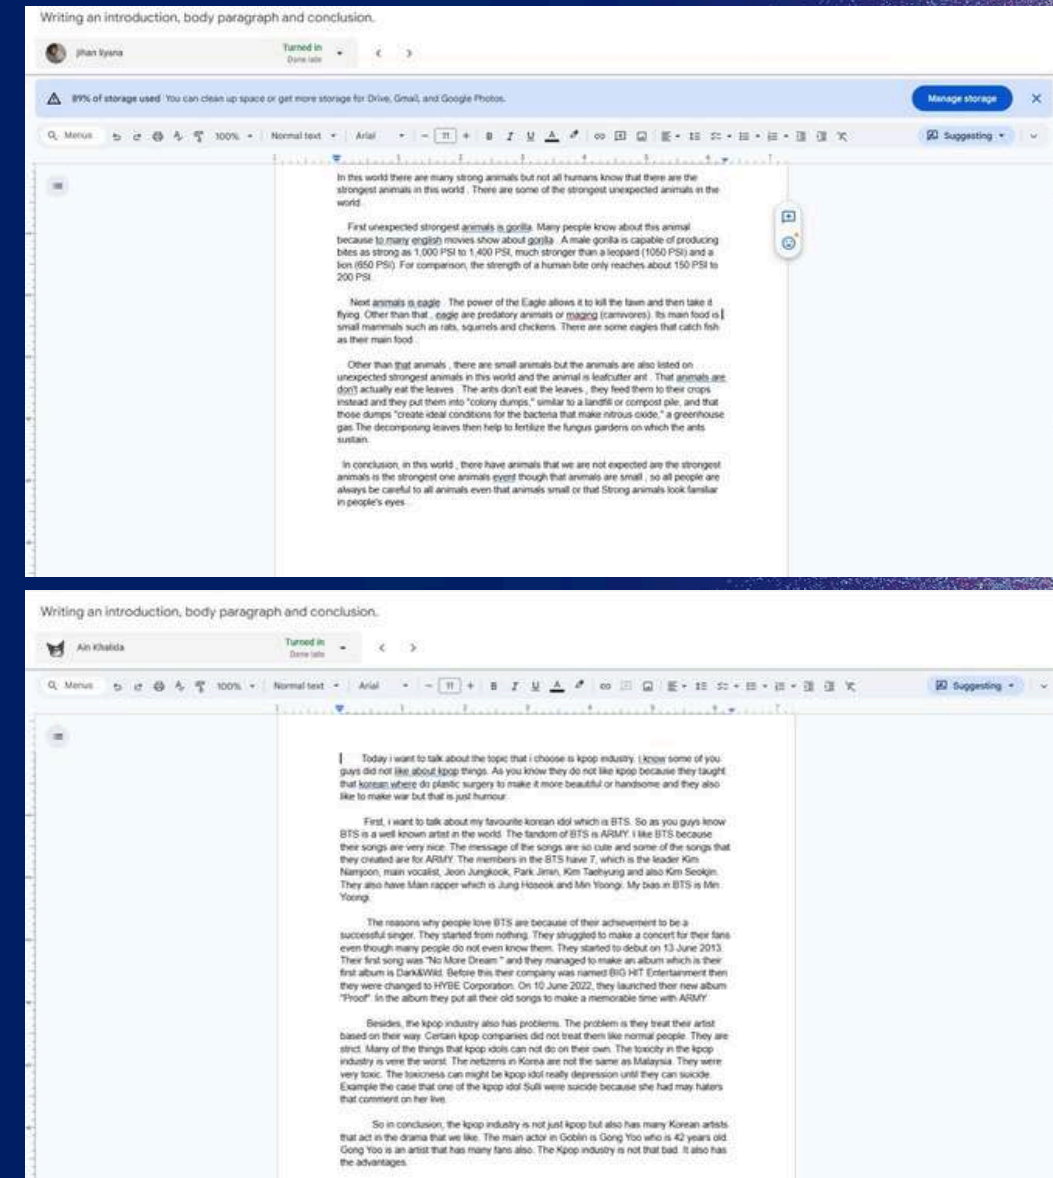 Writing an introduction, body paragraph and conclusion.
jihan liyana
Turned in
Done late
89% of storage used You can clean up space or get more storage for Drive, Gmail, and Google Photos.
Manage storage
Menus
100%
Normal text
Arial
11
Suggesting
In this world there are many strong animals but not all humans know that there are the
strongest animals in this world . There are some of the strongest unexpected animals in the
world .
First unexpected strongest animals is gorilla. Many people know about this animal
because to many english movies show about gorilla . A male gorilla is capable of producing
bites as strong as 1,000 PSI to 1,400 PSI, much stronger than a leopard (1050 PSI) and a
lion (650 PSI). For comparison, the strength of a human bite only reaches about 150 PSI to
200 PSI.
Next animals is eagle . The power of the Eagle allows it to kill the fawn and then take it
flying. Other than that , eagle are predatory animals or maging (carnivores). Its main food is
small mammals such as rats, squirrels and chickens. There are some eagles that catch fish
as their main food .
Other than that animals , there are small animals but the animals are also listed on
unexpected strongest animals in this world and the animal is leafcutter ant . That animals are
don't actually eat the leaves . The ants don't eat the leaves , they feed them to their crops
instead and they put them into "colony dumps," similar to a landfill or compost pile, and that
those dumps "create ideal conditions for the bacteria that make nitrous oxide," a greenhouse
gas.The decomposing leaves then help to fertilize the fungus gardens on which the ants
sustain.
In conclusion, in this world , there have animals that we are not expected are the strongest
animals is the strongest one animals event though that animals are small , so all people are
always be careful to all animals even that animals small or that Strong animals look familiar
in people's eyes .
Writing an introduction, body paragraph and conclusion.
Ain Khalida
Turned in
Done late
Menus
100%
Normal text
Arial
11
Suggesting
Today i want to talk about the topic that i choose is kpop industry. I know some of you
guys did not like about kpop things. As you know they do not like kpop because they taught
that korean where do plastic surgery to make it more beautiful or handsome and they also
like to make war but that is just humour.
First, i want to talk about my favourite korean idol which is BTS. So as you guys know
BTS is a well known artist in the world. The fandom of BTS is ARMY. I like BTS because
their songs are very nice. The message of the songs are so cute and some of the songs that
they created are for ARMY. The members in the BTS have 7, which is the leader Kim
Namjoon, main vocalist, Jeon Jungkook, Park Jimin, Kim Taehyung and also Kim Seokjin.
They also have Main rapper which is Jung Hoseok and Min Yoongi. My bias in BTS is Min
Yoongi.
The reasons why people love BTS are because of their achievement to be a
successful singer. They started from nothing. They struggled to make a concert for their fans
even though many people do not even know them. They started to debut on 13 June 2013.
Their first song was "No More Dream " and they managed to make an album which is their
first album is Dark&Wild. Before this their company was named BIG HIT Entertainment then
they were changed to HYBE Corporation. On 10 June 2022, they launched their new album
"Proof". In the album they put all their old songs to make a memorable time with ARMY.
Besides, the kpop industry also has problems. The problem is they treat their artist
based on their way. Certain kpop companies did not treat them like normal people. They are
strict. Many of the things that kpop idols can not do on their own. The toxicity in the kpop
industry is vere the worst. The netizens in Korea are not the same as Malaysia. They were
very toxic. The toxicness can might be kpop idol really depression until they can suicide.
Example the case that one of the kpop idol Sulli were suicide because she had may haters
that comment on her live.
So in conclusion, the kpop industry is not just kpop but also has many Korean artists
that act in the drama that we like. The main actor in Goblin is Gong Yoo who is 42 years old.
Gong Yoo is an artist that has many fans also. The Kpop industry is not that bad. It also has
the advantages.